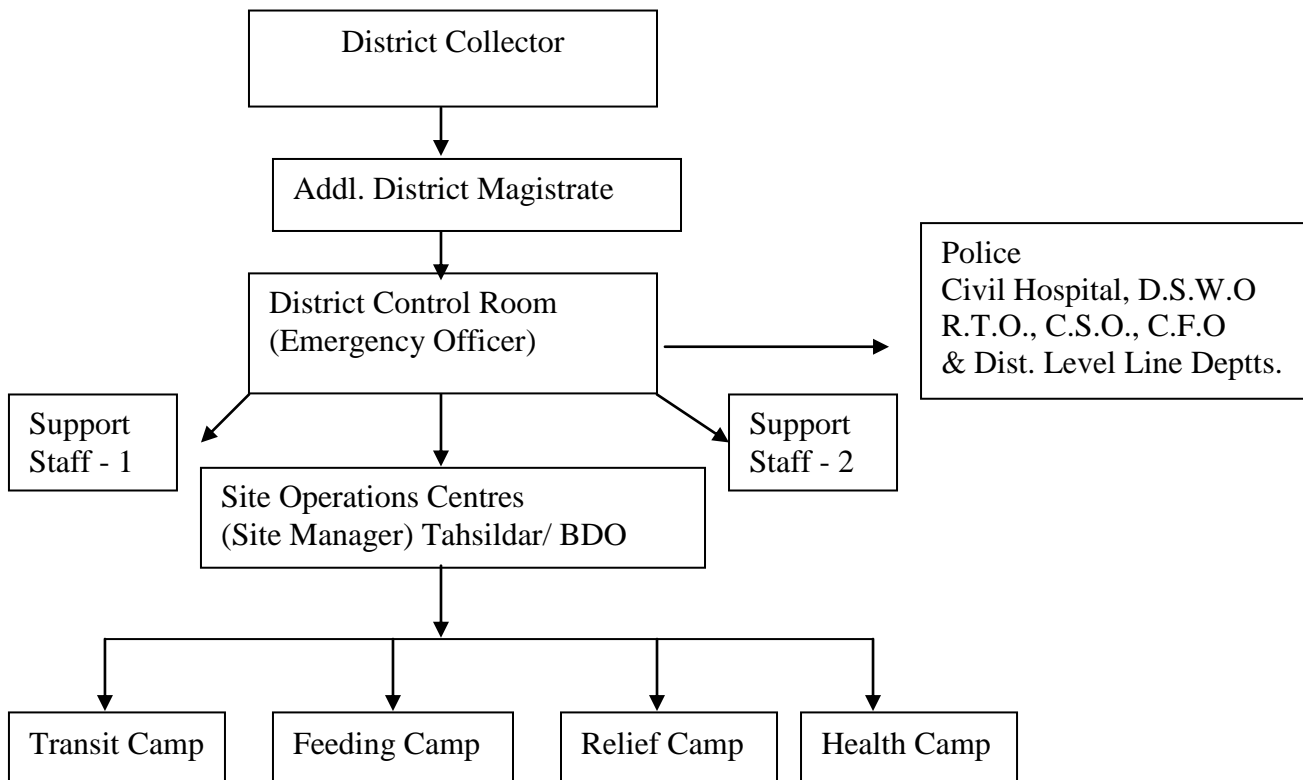 District Collector
Addl. District Magistrate
Police
Civil Hospital, D.S.W.O
R.T.O., C.S.O., C.F.O
& Dist. Level Line Deptts.
District Control Room
(Emergency Officer)
Support
Staff - 1
Support
Staff - 2
Site Operations Centres
(Site Manager) Tahsildar/ BDO
Transit Camp
Feeding Camp
Relief Camp
Health Camp